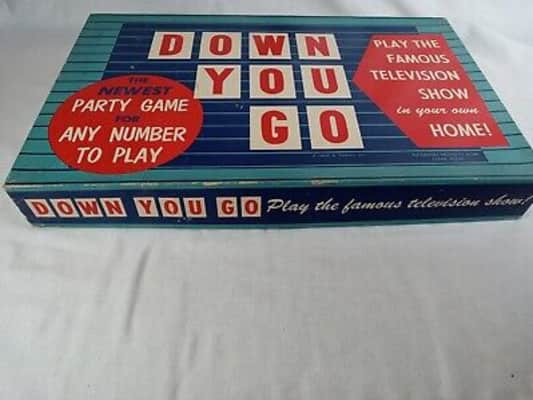 DOWN
YOU
GO
THE
NEWEST
PARTY GAME
FOR
ANY NUMBER
TO PLAY
PLAY THE
FAMOUS
TELEVISION
SHOW
in your own
HOME!
DOWN YOU GO Play the famous television show!